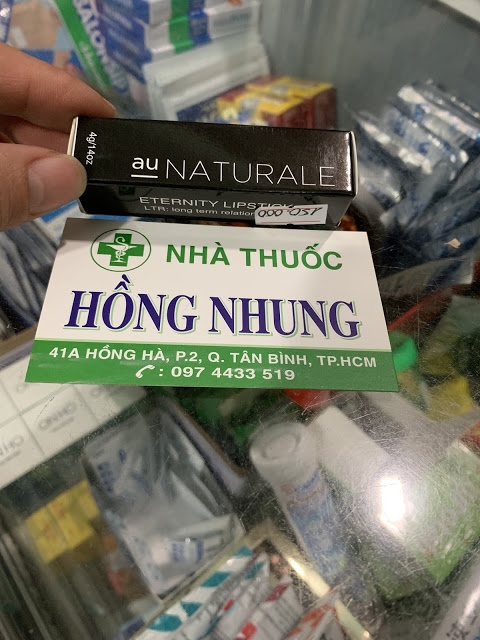 4g/14oz
au NATURALE
ETERNITY LIPSTICK
LTR: long term relation
150.000
NHÀ THUỐC
HỒNG NHUNG
41A HỒNG HÀ, P.2, Q. TÂN BÌNH, TP.HCM
: 097 4433 519